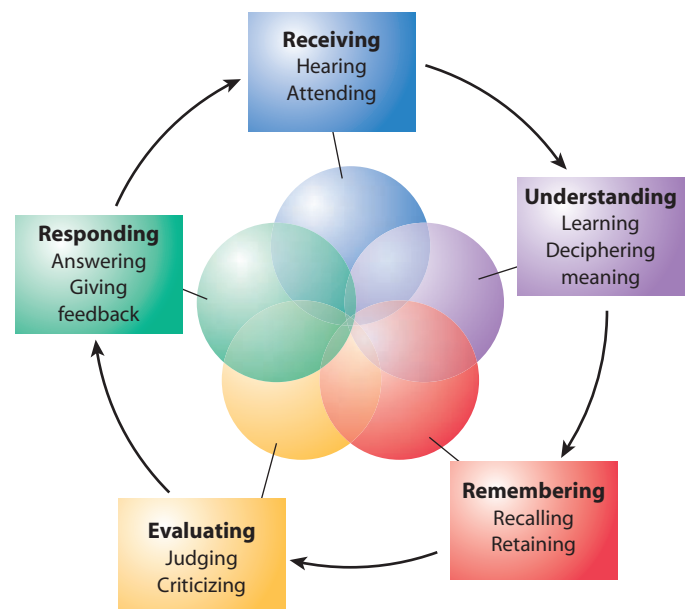 Receiving
Hearing
Attending
Understanding
Learning
Deciphering
meaning
Remembering
Recalling
Retaining
Evaluating
Judging
Criticizing
Responding
Answering
Giving
feedback